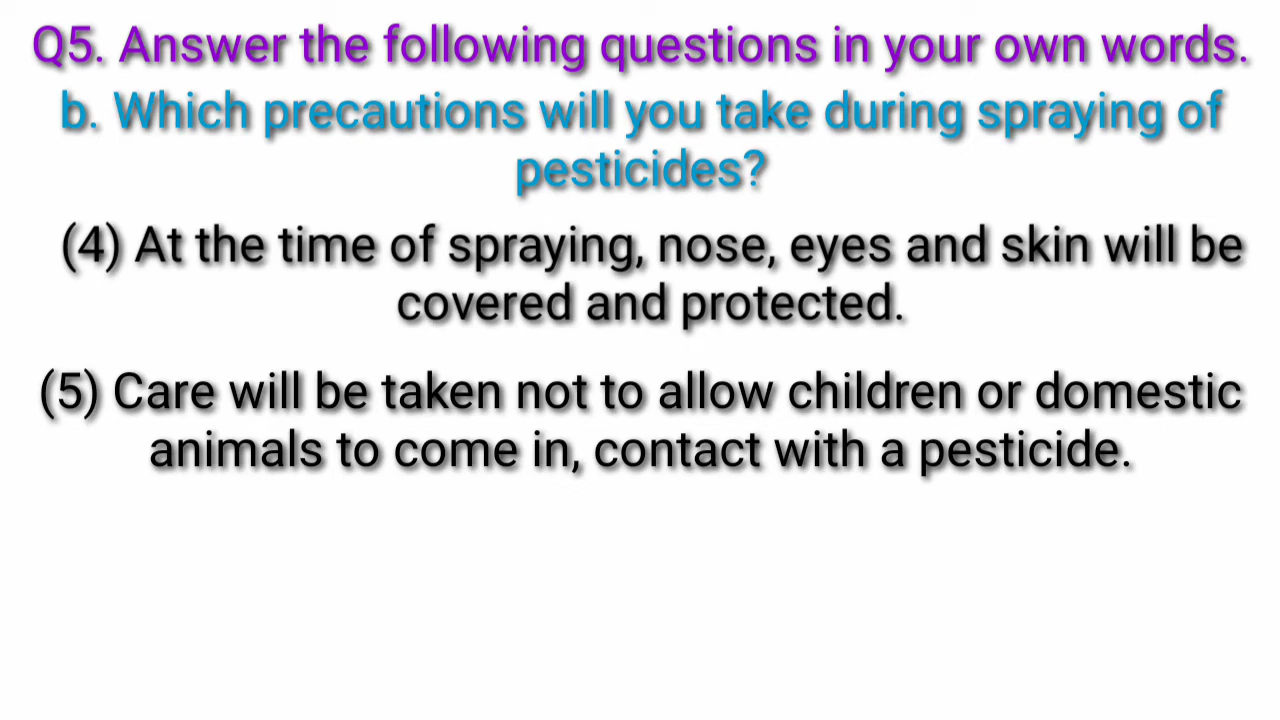 Q5. Answer the following questions in your own words.
b. Which precautions will you take during spraying of
pesticides?
(4) At the time of spraying, nose, eyes and skin will be
covered and protected.
(5) Care will be taken not to allow children or domestic
animals to come in, contact with a pesticide.